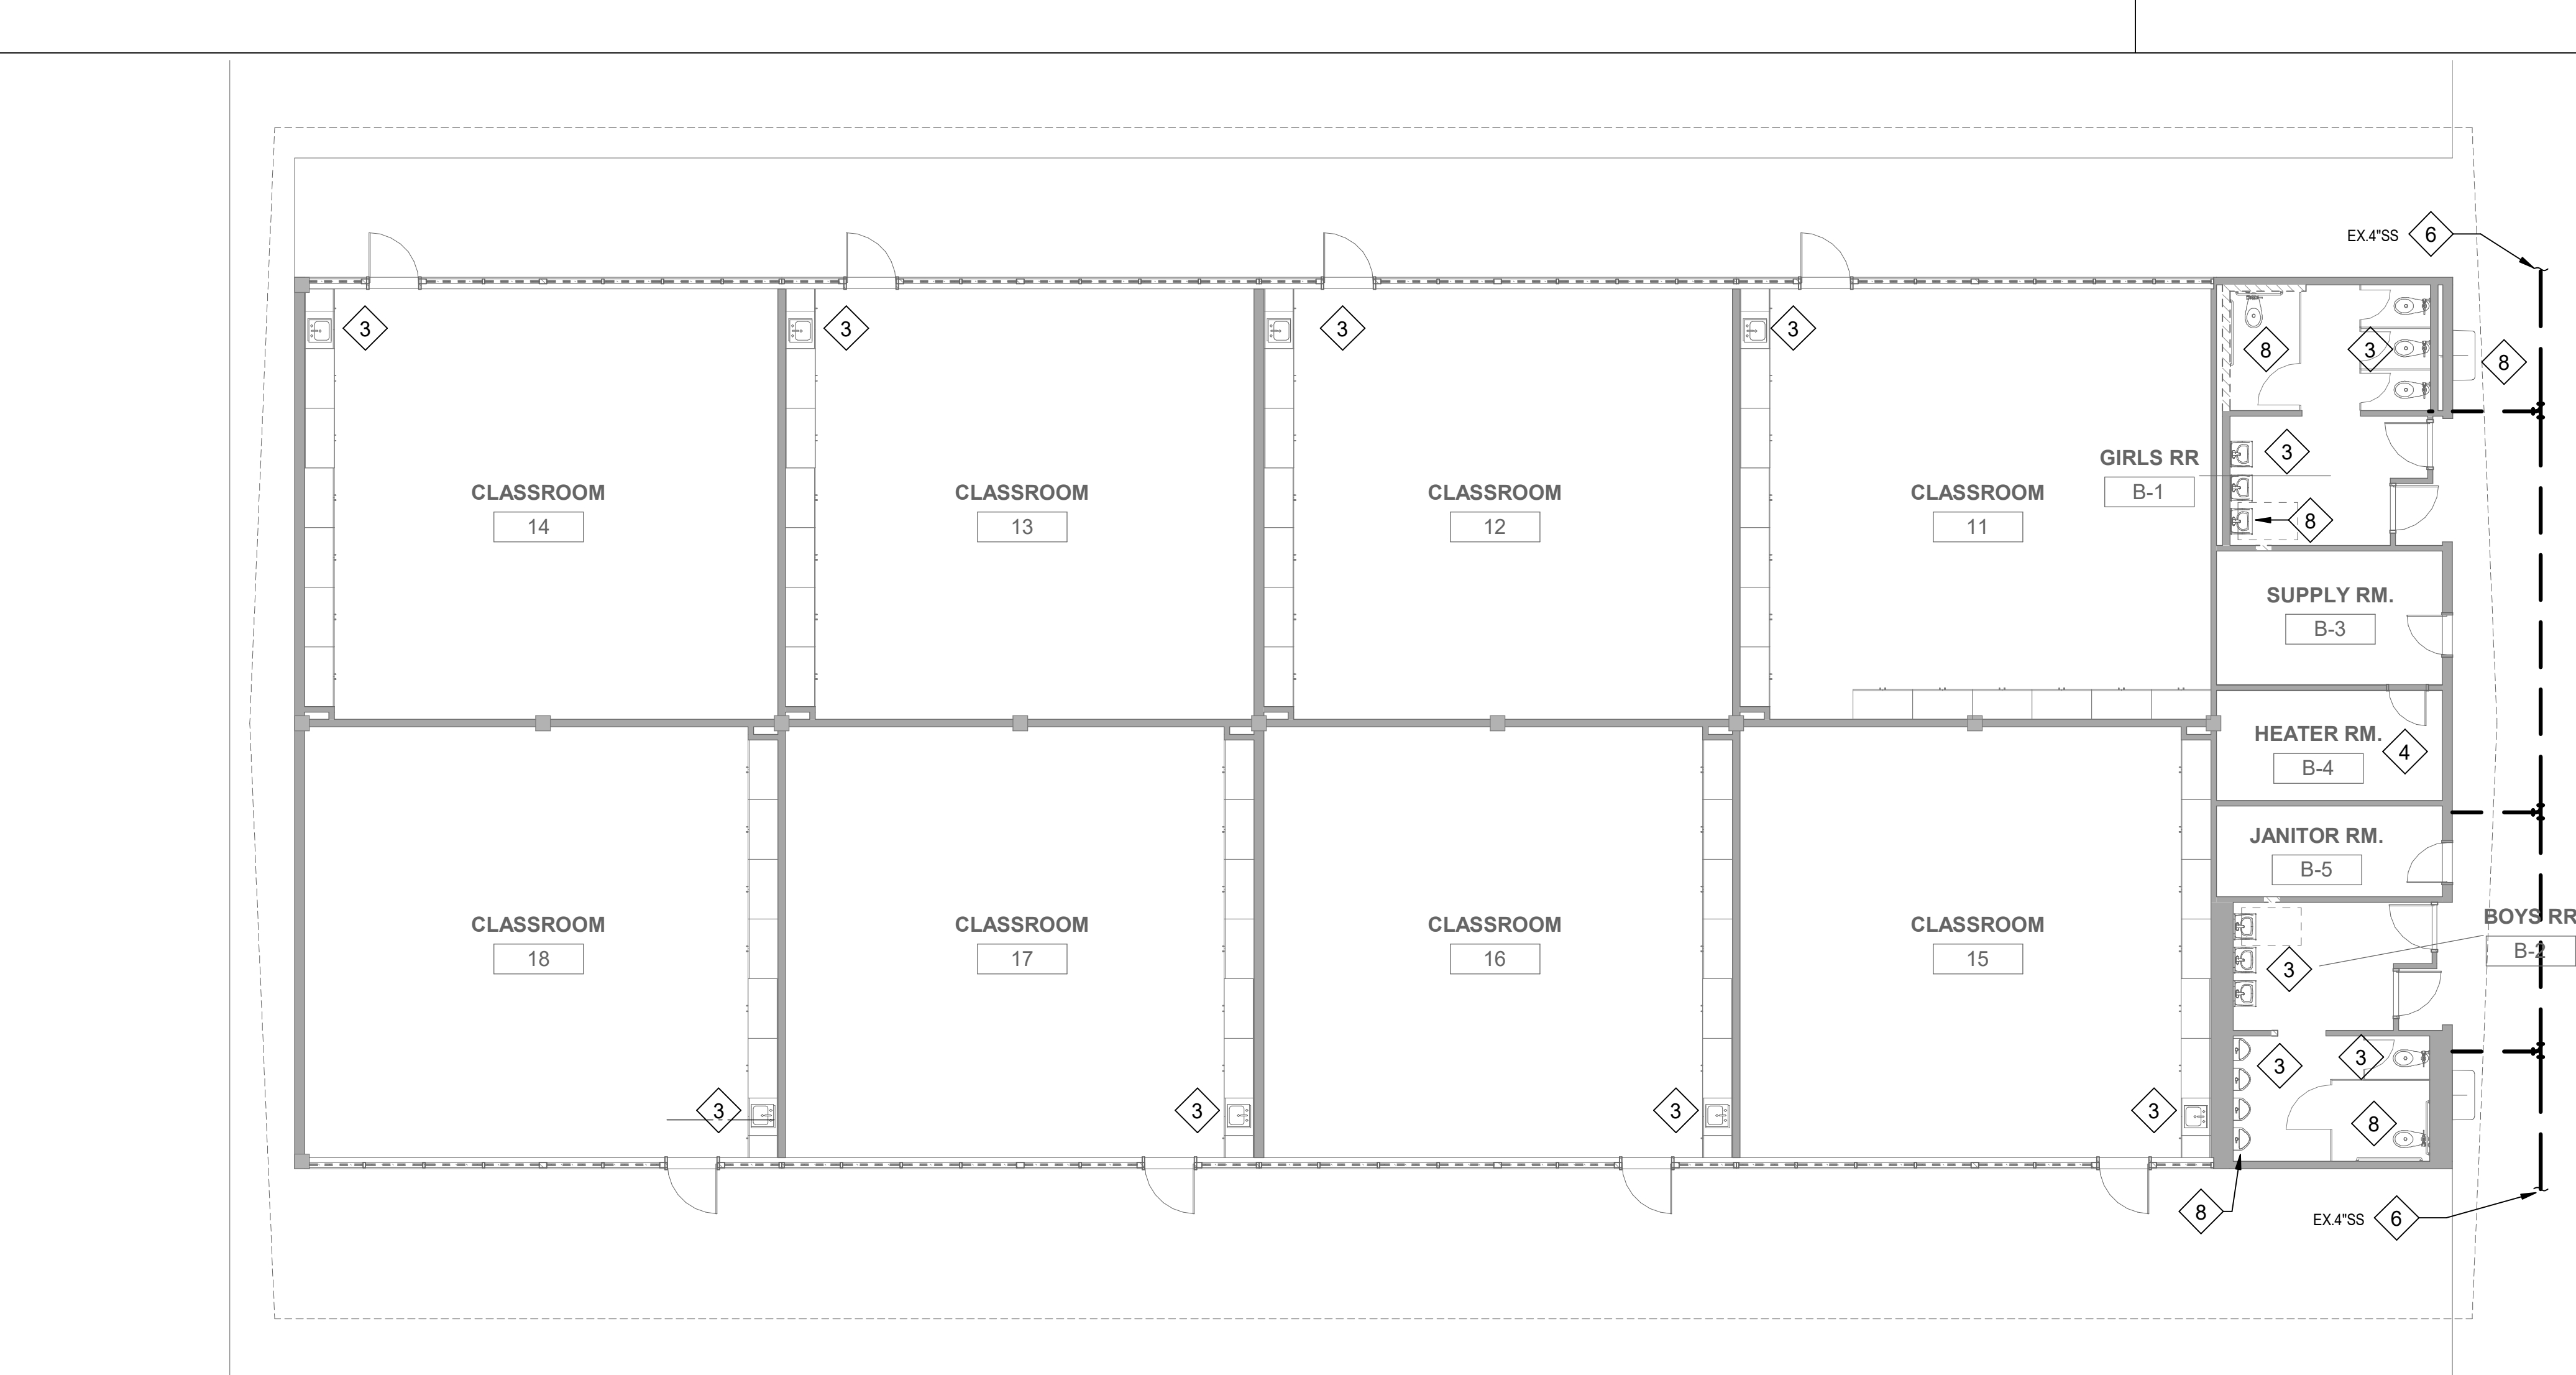 EX.4"SS 6
3
3
3
3
8
3
8
CLASSROOM
14
CLASSROOM
13
CLASSROOM
12
CLASSROOM
11
GIRLS RR
B-1
3
8
SUPPLY RM.
B-3
HEATER RM.
B-4
4
JANITOR RM.
B-5
BOYS RR
B-2
CLASSROOM
18
CLASSROOM
17
CLASSROOM
16
CLASSROOM
15
3
3
3
8
3
3
3
3
8
EX.4"SS 6